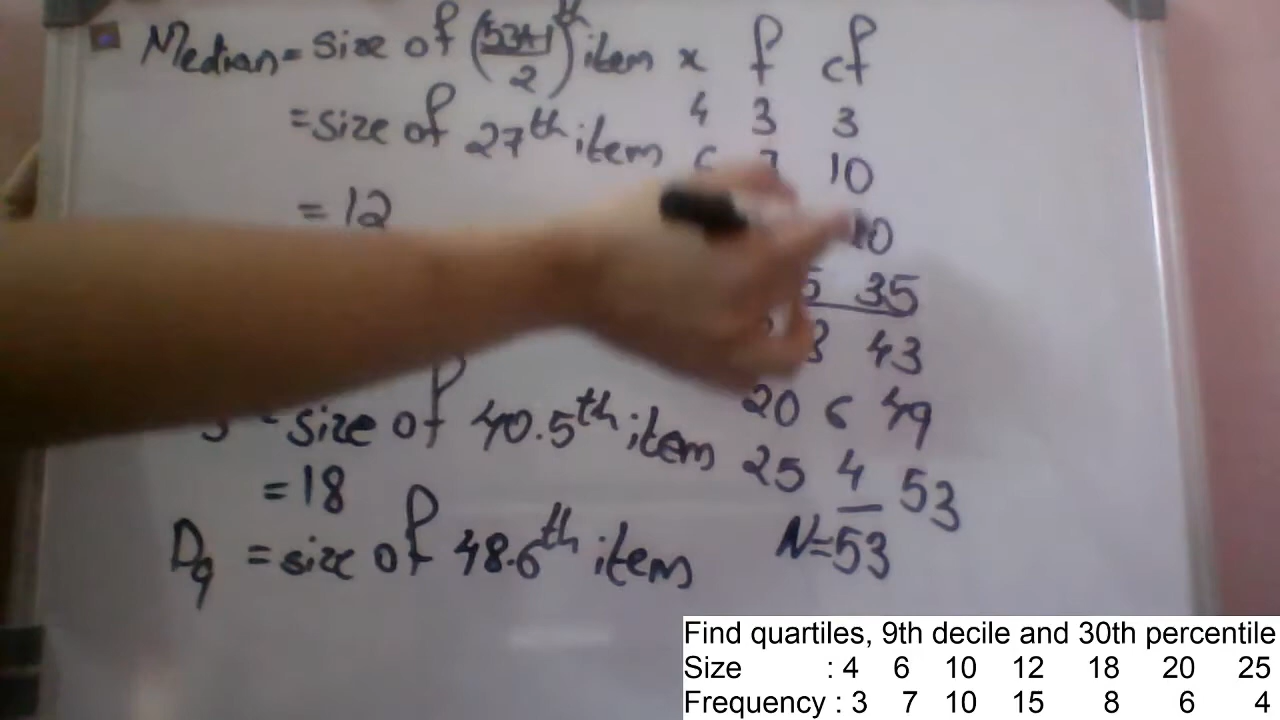 Median = size of (53+1/2)th item x f cf
4 3 3
= size of 27th item
10
= 12
35
43
= size of 40.5th item
20 6 49
= 18
25 4 53
N=53
D9 = size of 48.6th item
Find quartiles, 9th decile and 30th percentile
Size : 4 6 10 12 18 20 25
Frequency : 3 7 10 15 8 6 4